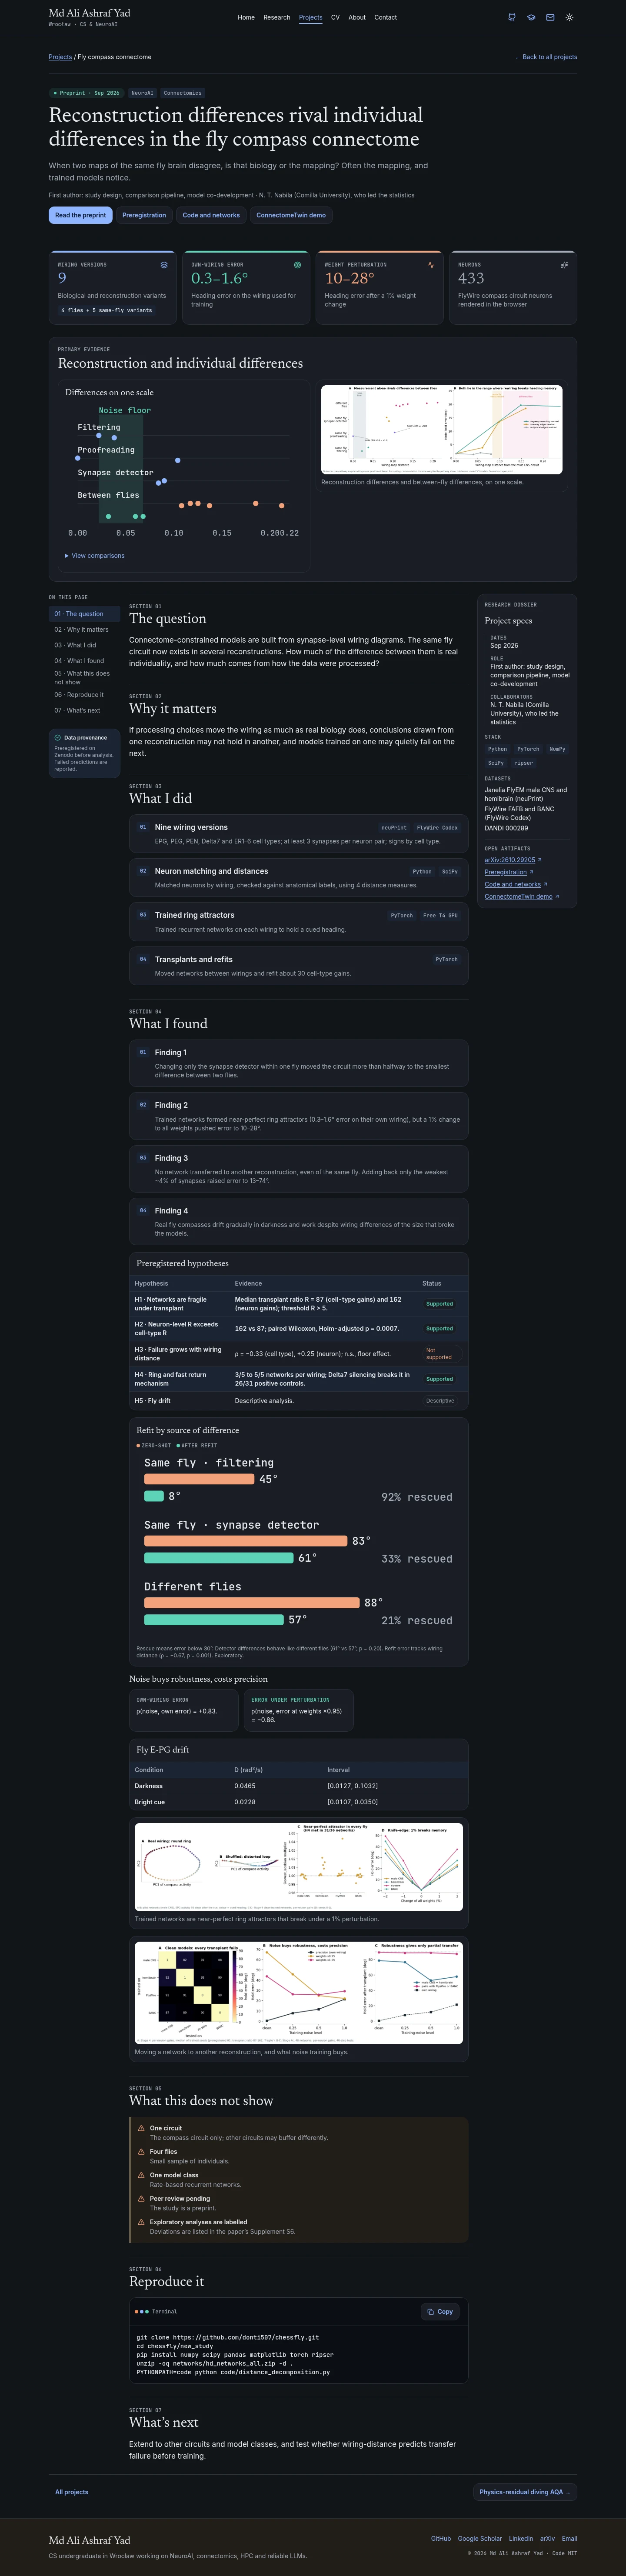 Md Ali Ashraf Yad
Wrocław · CS & NeuroAI
Home Research Projects CV About Contact
Projects / Fly compass connectome
← Back to all projects
Preprint · Sep 2026 NeuroAI Connectomics
Reconstruction differences rival individual
differences in the fly compass connectome
When two maps of the same fly brain disagree, is that biology or the mapping? Often the mapping, and
trained models notice.
First author: study design, comparison pipeline, model co-development · N. T. Nabila (Comilla University), who led the statistics
Read the preprint Preregistration Code and networks ConnectomeTwin demo
WIRING VERSIONS
9
Biological and reconstruction variants
4 flies + 5 same-fly variants
OWN-WIRING ERROR
0.3–1.6°
Heading error on the wiring used for
training
WEIGHT PERTURBATION
10–28°
Heading error after a 1% weight
change
NEURONS
433
FlyWire compass circuit neurons
rendered in the browser
PRIMARY EVIDENCE
Reconstruction and individual differences
Differences on one scale
Noise floor
Filtering
Proofreading
Synapse detector
Between flies
0.00 0.05 0.10 0.15 0.20 0.22
▶ View comparisons
Reconstruction differences and between-fly differences, on one scale.
ON THIS PAGE
01 · The question
02 · Why it matters
03 · What I did
04 · What I found
05 · What this does
not show
06 · Reproduce it
07 · What's next
Data provenance
Preregistered on
Zenodo before analysis.
Failed predictions are
reported.
SECTION 01
The question
Connectome-constrained models are built from synapse-level wiring diagrams. The same fly
circuit now exists in several reconstructions. How much of the difference between them is real
individuality, and how much comes from how the data were processed?
SECTION 02
Why it matters
If processing choices move the wiring as much as real biology does, conclusions drawn from
one reconstruction may not hold in another, and models trained on one may quietly fail on the
next.
SECTION 03
What I did
01 Nine wiring versions neuPrint FlyWire Codex
EPG, PEG, PEN, Delta7 and ER1-6 cell types; at least 3 synapses per neuron pair; signs by cell type.
02 Neuron matching and distances Python SciPy
Matched neurons by wiring, checked against anatomical labels, using 4 distance measures.
03 Trained ring attractors PyTorch Free T4 GPU
Trained recurrent networks on each wiring to hold a cued heading.
04 Transplants and refits PyTorch
Moved networks between wirings and refit about 30 cell-type gains.
SECTION 04
What I found
01 Finding 1
Changing only the synapse detector within one fly moved the circuit more than halfway to the smallest
difference between two flies.
02 Finding 2
Trained networks formed near-perfect ring attractors (0.3–1.6° error on their own wiring), but a 1% change
to all weights pushed error to 10–28°.
03 Finding 3
No network transferred to another reconstruction, even of the same fly. Adding back only the weakest
~4% of synapses raised error to 13–74°.
04 Finding 4
Real fly compasses drift gradually in darkness and work despite wiring differences of the size that broke
the models.
Preregistered hypotheses
Hypothesis Evidence Status
H1 · Networks are fragile
under transplant
Median transplant ratio R = 87 (cell-type gains) and 162
(neuron gains); threshold R > 5.
Supported
H2 · Neuron-level R exceeds
cell-type R
162 vs 87; paired Wilcoxon, Holm-adjusted p = 0.0007.
Supported
H3 · Failure grows with wiring
distance
ρ = −0.33 (cell type), +0.25 (neuron); n.s., floor effect.
Not
supported
H4 · Ring and fast return
mechanism
3/5 to 5/5 networks per wiring; Delta7 silencing breaks it in
26/31 positive controls.
Supported
H5 · Fly drift Descriptive analysis. Descriptive
Refit by source of difference
ZERO-SHOT AFTER REFIT
Same fly · filtering
45°
8° 92% rescued
Same fly · synapse detector
83°
61° 33% rescued
Different flies
88°
57° 21% rescued
Rescue means error below 30°. Detector differences behave like different flies (61° vs 57°, p = 0.20). Refit error tracks wiring
distance (ρ = +0.67, p = 0.001). Exploratory.
Noise buys robustness, costs precision
OWN-WIRING ERROR
ρ(noise, own error) = +0.83.
ERROR UNDER PERTURBATION
ρ(noise, error at weights ×0.95)
= −0.86.
Fly E-PG drift
Condition D (rad²/s) Interval
Darkness 0.0465 [0.0127, 0.1032]
Bright cue 0.0228 [0.0107, 0.0350]
Trained networks are near-perfect ring attractors that break under a 1% perturbation.
Moving a network to another reconstruction, and what noise training buys.
SECTION 05
What this does not show
One circuit
The compass circuit only; other circuits may buffer differently.
Four flies
Small sample of individuals.
One model class
Rate-based recurrent networks.
Peer review pending
The study is a preprint.
Exploratory analyses are labelled
Deviations are listed in the paper's Supplement S6.
SECTION 06
Reproduce it
Terminal Copy
git clone https://github.com/donti507/chessfly.git
cd chessfly/new_study
pip install numpy scipy pandas matplotlib torch ripser
unzip -oq networks/hd_networks_all.zip -d .
PYTHONPATH=code python code/distance_decomposition.py
SECTION 07
What's next
Extend to other circuits and model classes, and test whether wiring-distance predicts transfer
failure before training.
RESEARCH DOSSIER
Project specs
DATES
Sep 2026
ROLE
First author: study design,
comparison pipeline, model
co-development
COLLABORATORS
N. T. Nabila (Comilla
University), who led the
statistics
STACK
Python PyTorch NumPy
SciPy ripser
DATASETS
Janelia FlyEM male CNS and
hemibrain (neuPrint)
FlyWire FAFB and BANC
(FlyWire Codex)
DANDI 000289
OPEN ARTIFACTS
arXiv:2610.29205 ↗
Preregistration ↗
Code and networks ↗
ConnectomeTwin demo ↗
All projects
Physics-residual diving AQA →
Md Ali Ashraf Yad
CS undergraduate in Wrocław working on NeuroAI, connectomics, HPC and reliable LLMs.
GitHub Google Scholar LinkedIn arXiv Email
© 2026 Md Ali Ashraf Yad · Code MIT